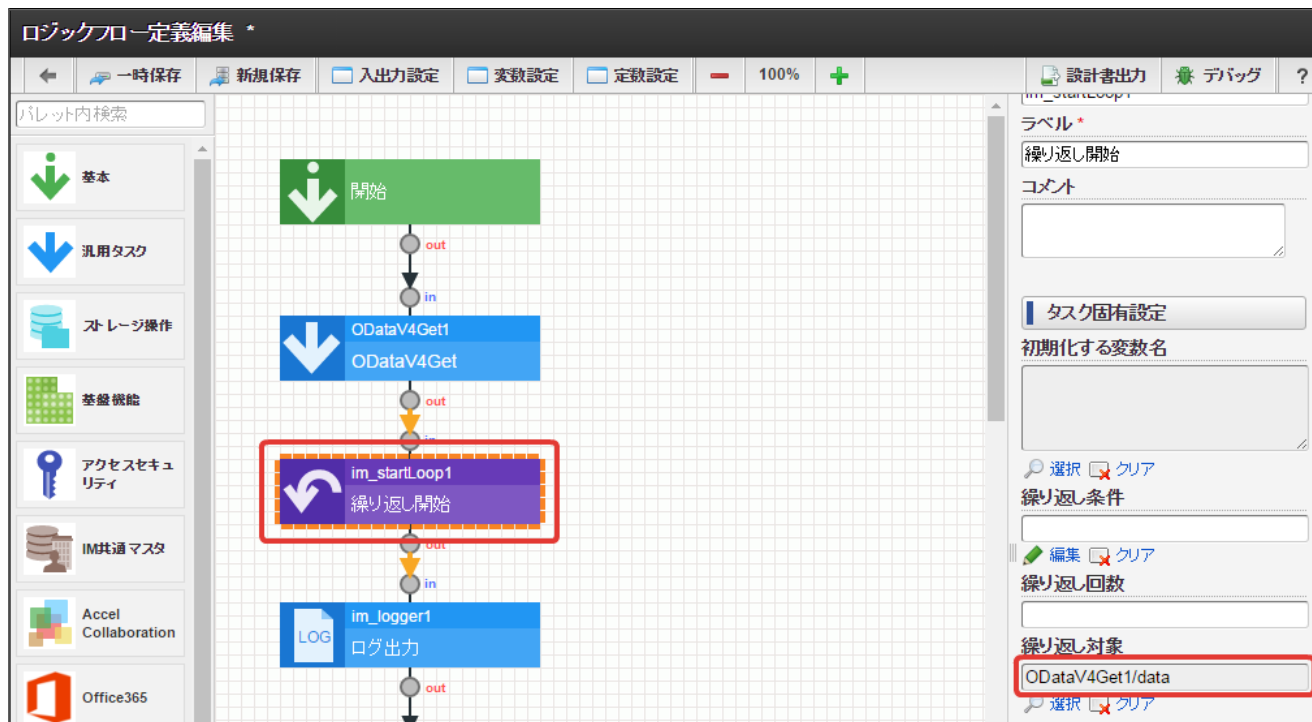 ロジックフロー定義編集 *
一時保存 新規保存 入出力設定 変数設定 定数設定 100% 設計書出力 デバッグ ?
パレット内検索
基本
汎用タスク
ストレージ操作
基盤機能
アクセスセキュ
リティ
IM共通マスタ
Accel
Collaboration
Office365
開始
out
in
ODataV4Get1
ODataV4Get
out
in
im_startLoop1
繰り返し開始
out
in
im_logger1
LOG
ログ出力
out
im_startLoop1
ラベル *
繰り返し開始
コメント
タスク固有設定
初期化する変数名
選択 クリア
繰り返し条件
編集 クリア
繰り返し回数
繰り返し対象
ODataV4Get1/data
選択 クリア